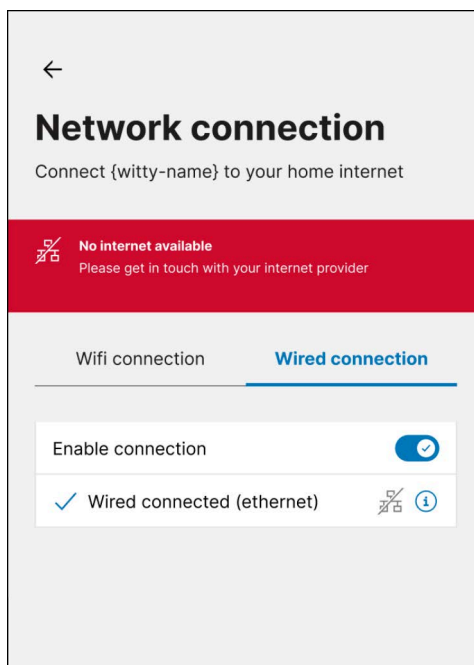 Network connection
Connect {witty-name} to your home internet
No internet available
Please get in touch with your internet provider
Wifi connection
Wired connection
Enable connection
Wired connected (ethernet)